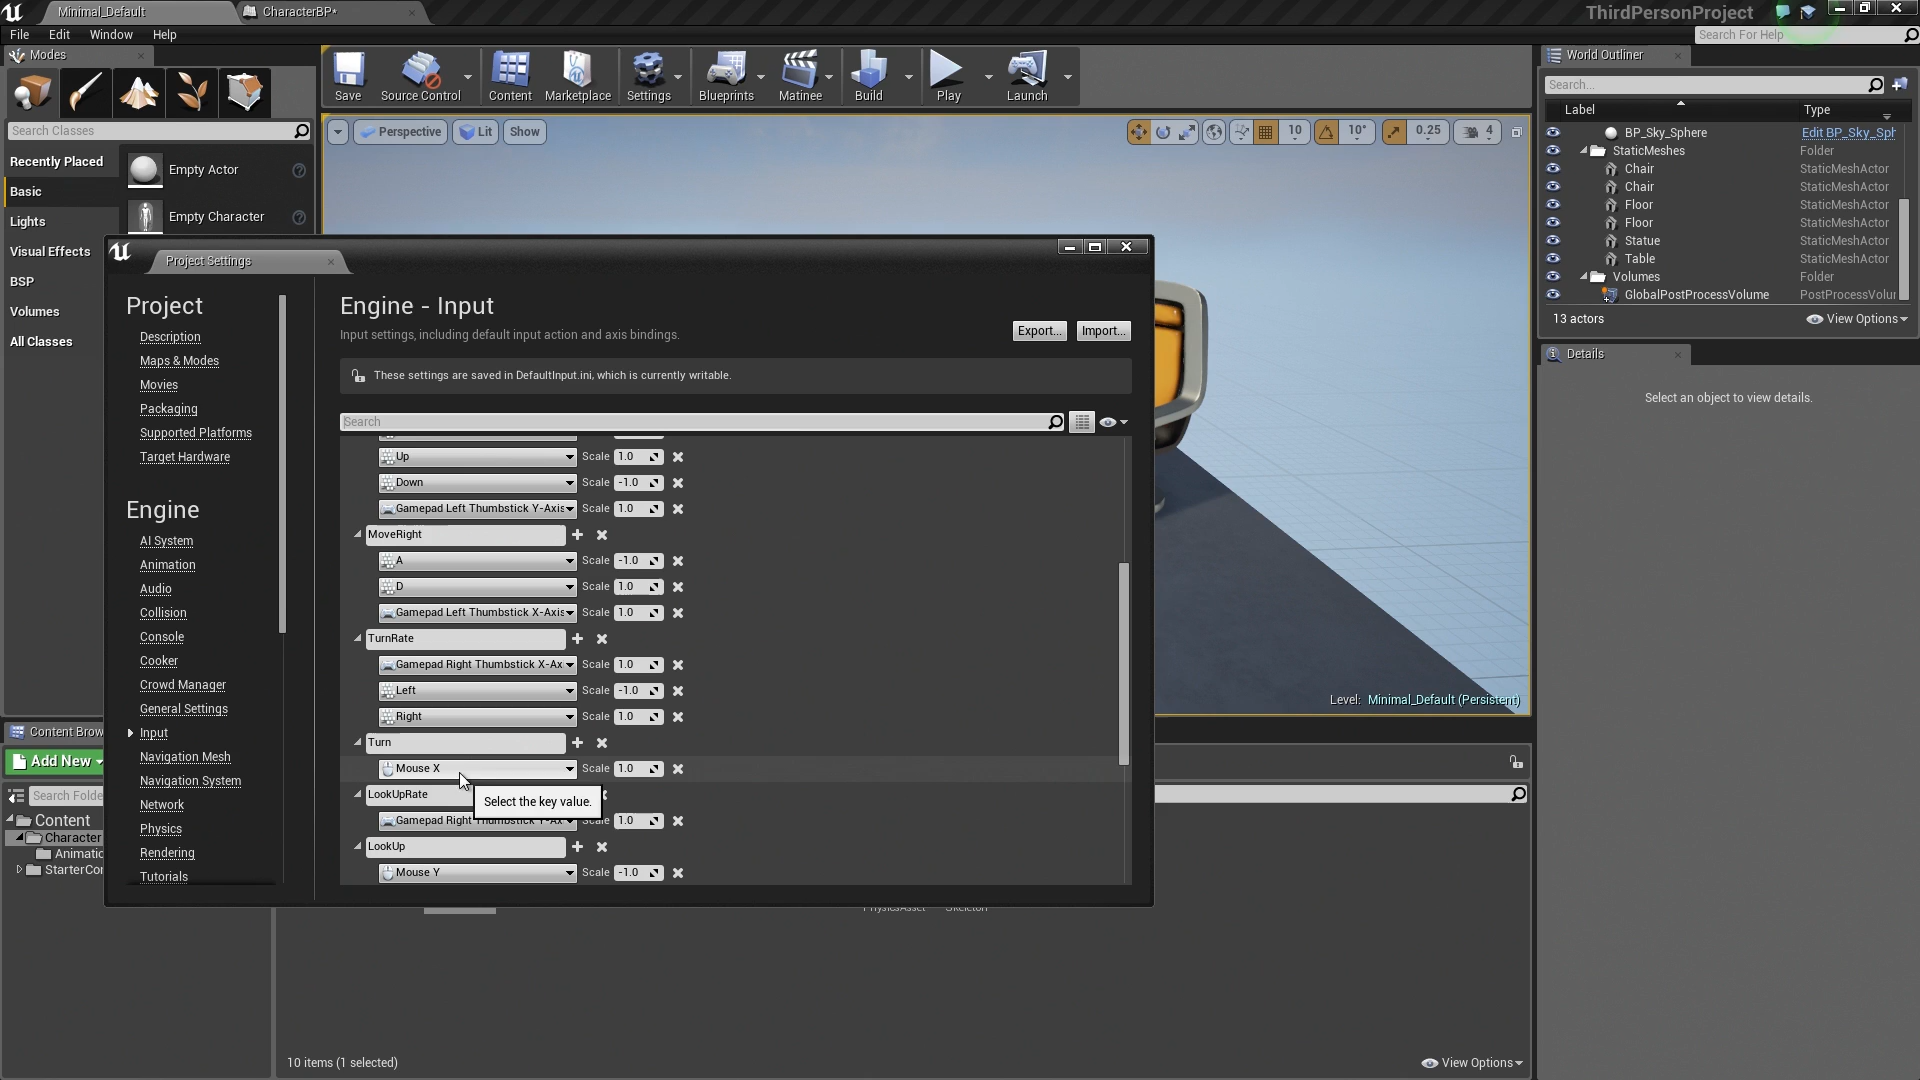 Minimal_Default
CharacterBP*
ThirdPersonProject
File Edit Window Help
Search For Help
Modes
Search Classes
Recently Placed
Basic
Lights
Visual Effects
BSP
Volumes
All Classes
Empty Actor
Empty Character
Save
Source Control
Content
Marketplace
Settings
Blueprints
Matinee
Build
Play
Launch
Perspective
Lit
Show
10
10°
0.25
4
Level: Minimal_Default (Persistent)
World Outliner
Search...
Label Type
BP_Sky_Sphere Edit BP_Sky_Sph
StaticMeshes Folder
Chair StaticMeshActor
Chair StaticMeshActor
Floor StaticMeshActor
Floor StaticMeshActor
Statue StaticMeshActor
Table StaticMeshActor
Volumes Folder
GlobalPostProcessVolume PostProcessVolur
13 actors
View Options
Details
Select an object to view details.
Project Settings
Project
Description
Maps & Modes
Movies
Packaging
Supported Platforms
Target Hardware
Engine
AI System
Animation
Audio
Collision
Console
Cooker
Crowd Manager
General Settings
Input
Navigation Mesh
Navigation System
Network
Physics
Rendering
Tutorials
Engine - Input
Input settings, including default input action and axis bindings.
Export...
Import...
These settings are saved in DefaultInput.ini, which is currently writable.
Search
Up Scale 1.0
Down Scale -1.0
Gamepad Left Thumbstick Y-Axis Scale 1.0
MoveRight
A Scale -1.0
D Scale 1.0
Gamepad Left Thumbstick X-Axis Scale 1.0
TurnRate
Gamepad Right Thumbstick X-Ax Scale 1.0
Left Scale -1.0
Right Scale 1.0
Turn
Mouse X Scale 1.0
LookUpRate
Select the key value.
Gamepad Right Thumbstick Y-Ax Scale 1.0
LookUp
Mouse Y Scale -1.0
Content Brow
Add New
Search Folde
Content
Character
Animatic
StarterCor
PhysicsAsset
Skeleton
10 items (1 selected)
View Options